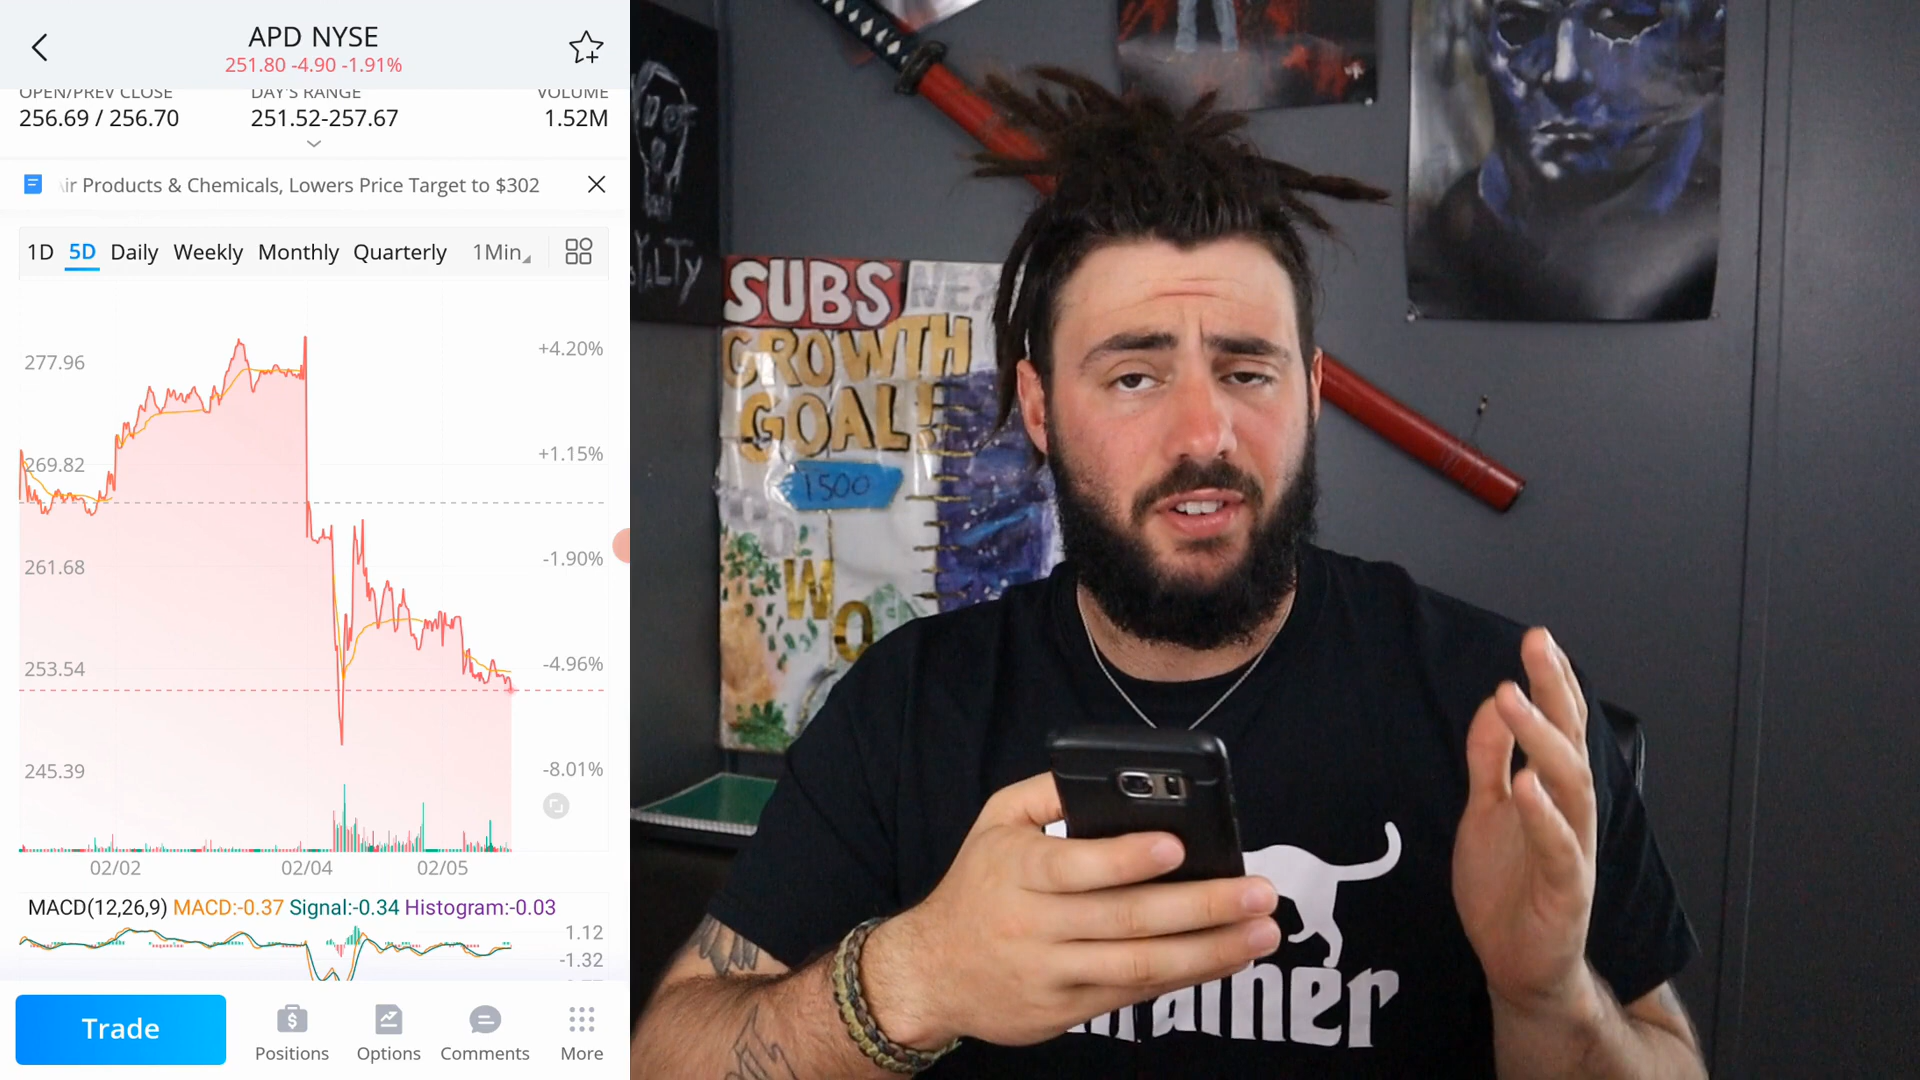 APD NYSE
251.80 -4.90 -1.91%
OPEN/PREV CLOSE DAY'S RANGE VOLUME
256.69 / 256.70 251.52-257.67 1.52M
ir Products & Chemicals, Lowers Price Target to $302
1D 5D Daily Weekly Monthly Quarterly 1Min
277.96 +4.20%
269.82 +1.15%
261.68 -1.90%
253.54 -4.96%
245.39 -8.01%
02/02 02/04 02/05
MACD(12,26,9) MACD:-0.37 Signal:-0.34 Histogram:-0.03
1.12
-1.32
Trade
Positions Options Comments More
SUBS
GROWTH
GOAL!
1500
W
O